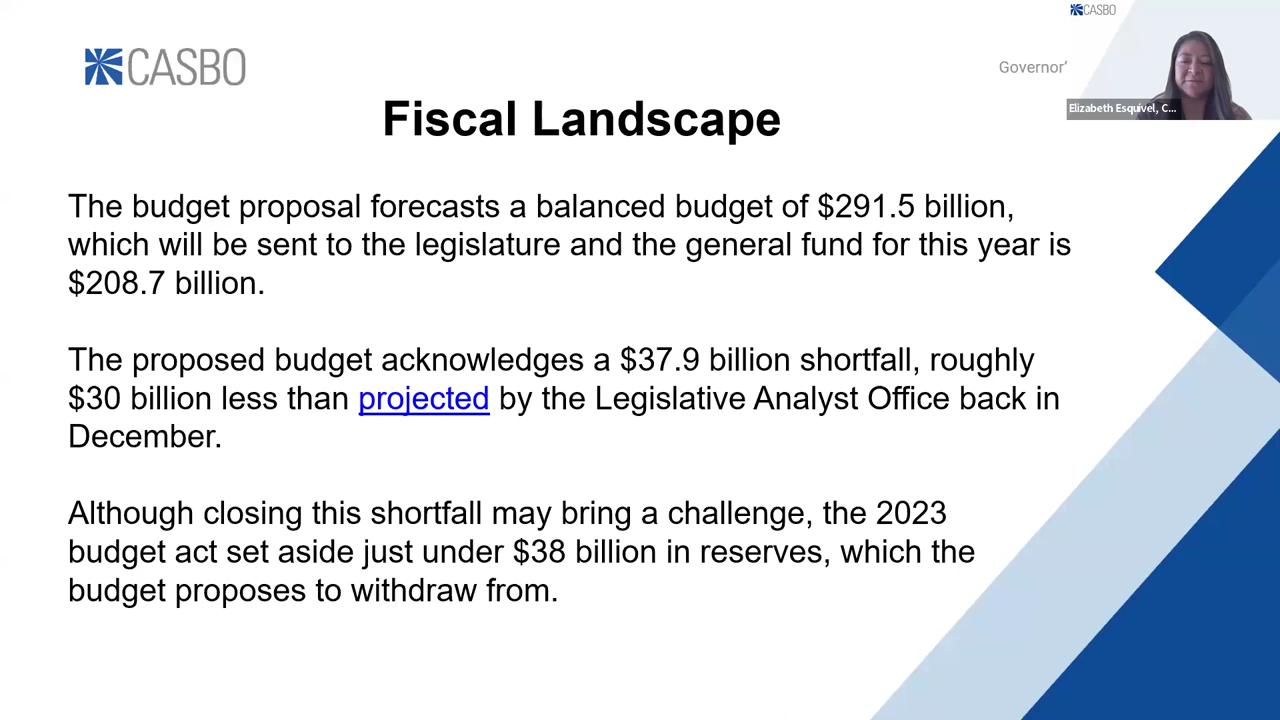 CASBO
CASBO
Governor'
Elizabeth Esquivel, C...
Fiscal Landscape
The budget proposal forecasts a balanced budget of $291.5 billion,
which will be sent to the legislature and the general fund for this year is
$208.7 billion.
The proposed budget acknowledges a $37.9 billion shortfall, roughly
$30 billion less than projected by the Legislative Analyst Office back in
December.
Although closing this shortfall may bring a challenge, the 2023
budget act set aside just under $38 billion in reserves, which the
budget proposes to withdraw from.